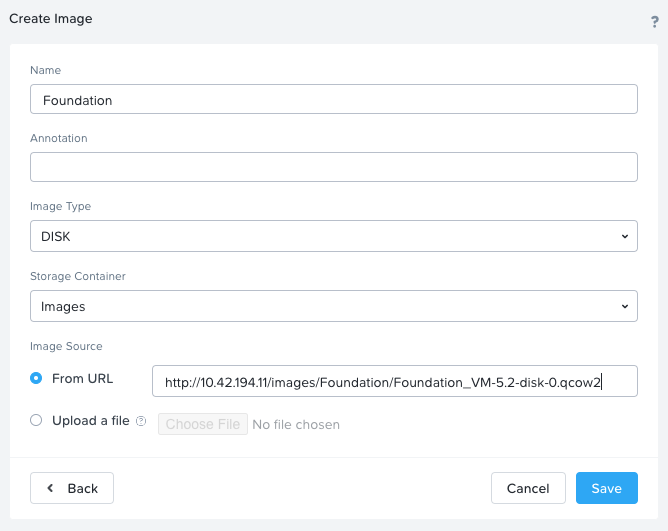 Create Image
?
Name
Foundation
Annotation
Image Type
DISK
Storage Container
Images
Image Source
From URL
http://10.42.194.11/images/Foundation/Foundation_VM-5.2-disk-0.qcow2
Upload a file ?
Choose File No file chosen
Back
Cancel
Save